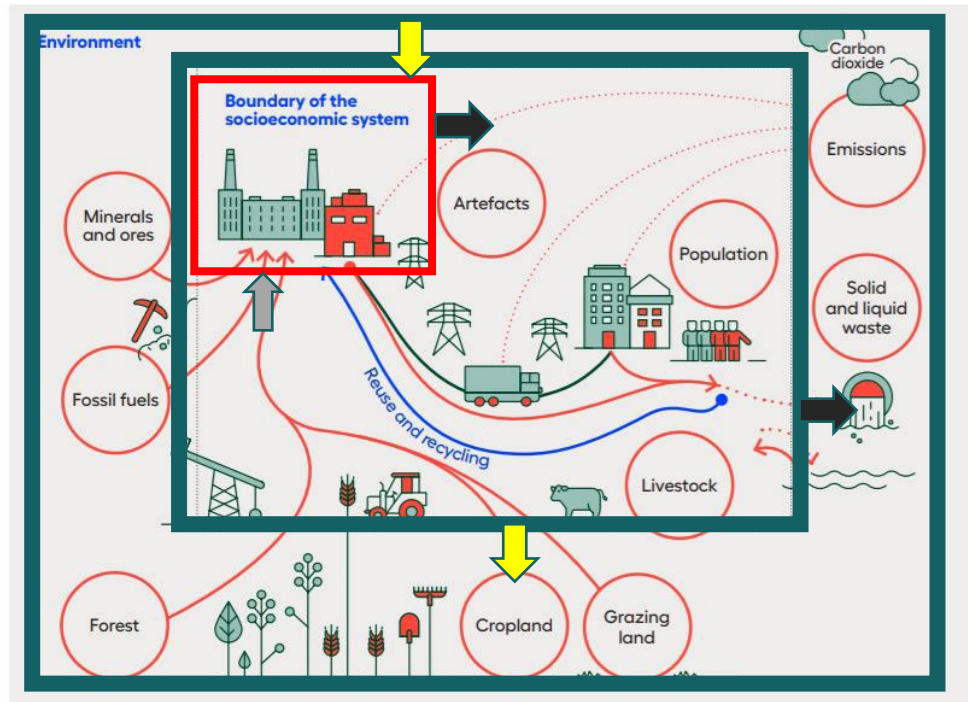 Environment
Carbon
dioxide
Boundary of the
socioeconomic system
Emissions
Artefacts
Minerals
and ores
Population
Solid
and liquid
waste
Fossil fuels
Reuse and recycling
Livestock
Forest
Cropland
Grazing
land